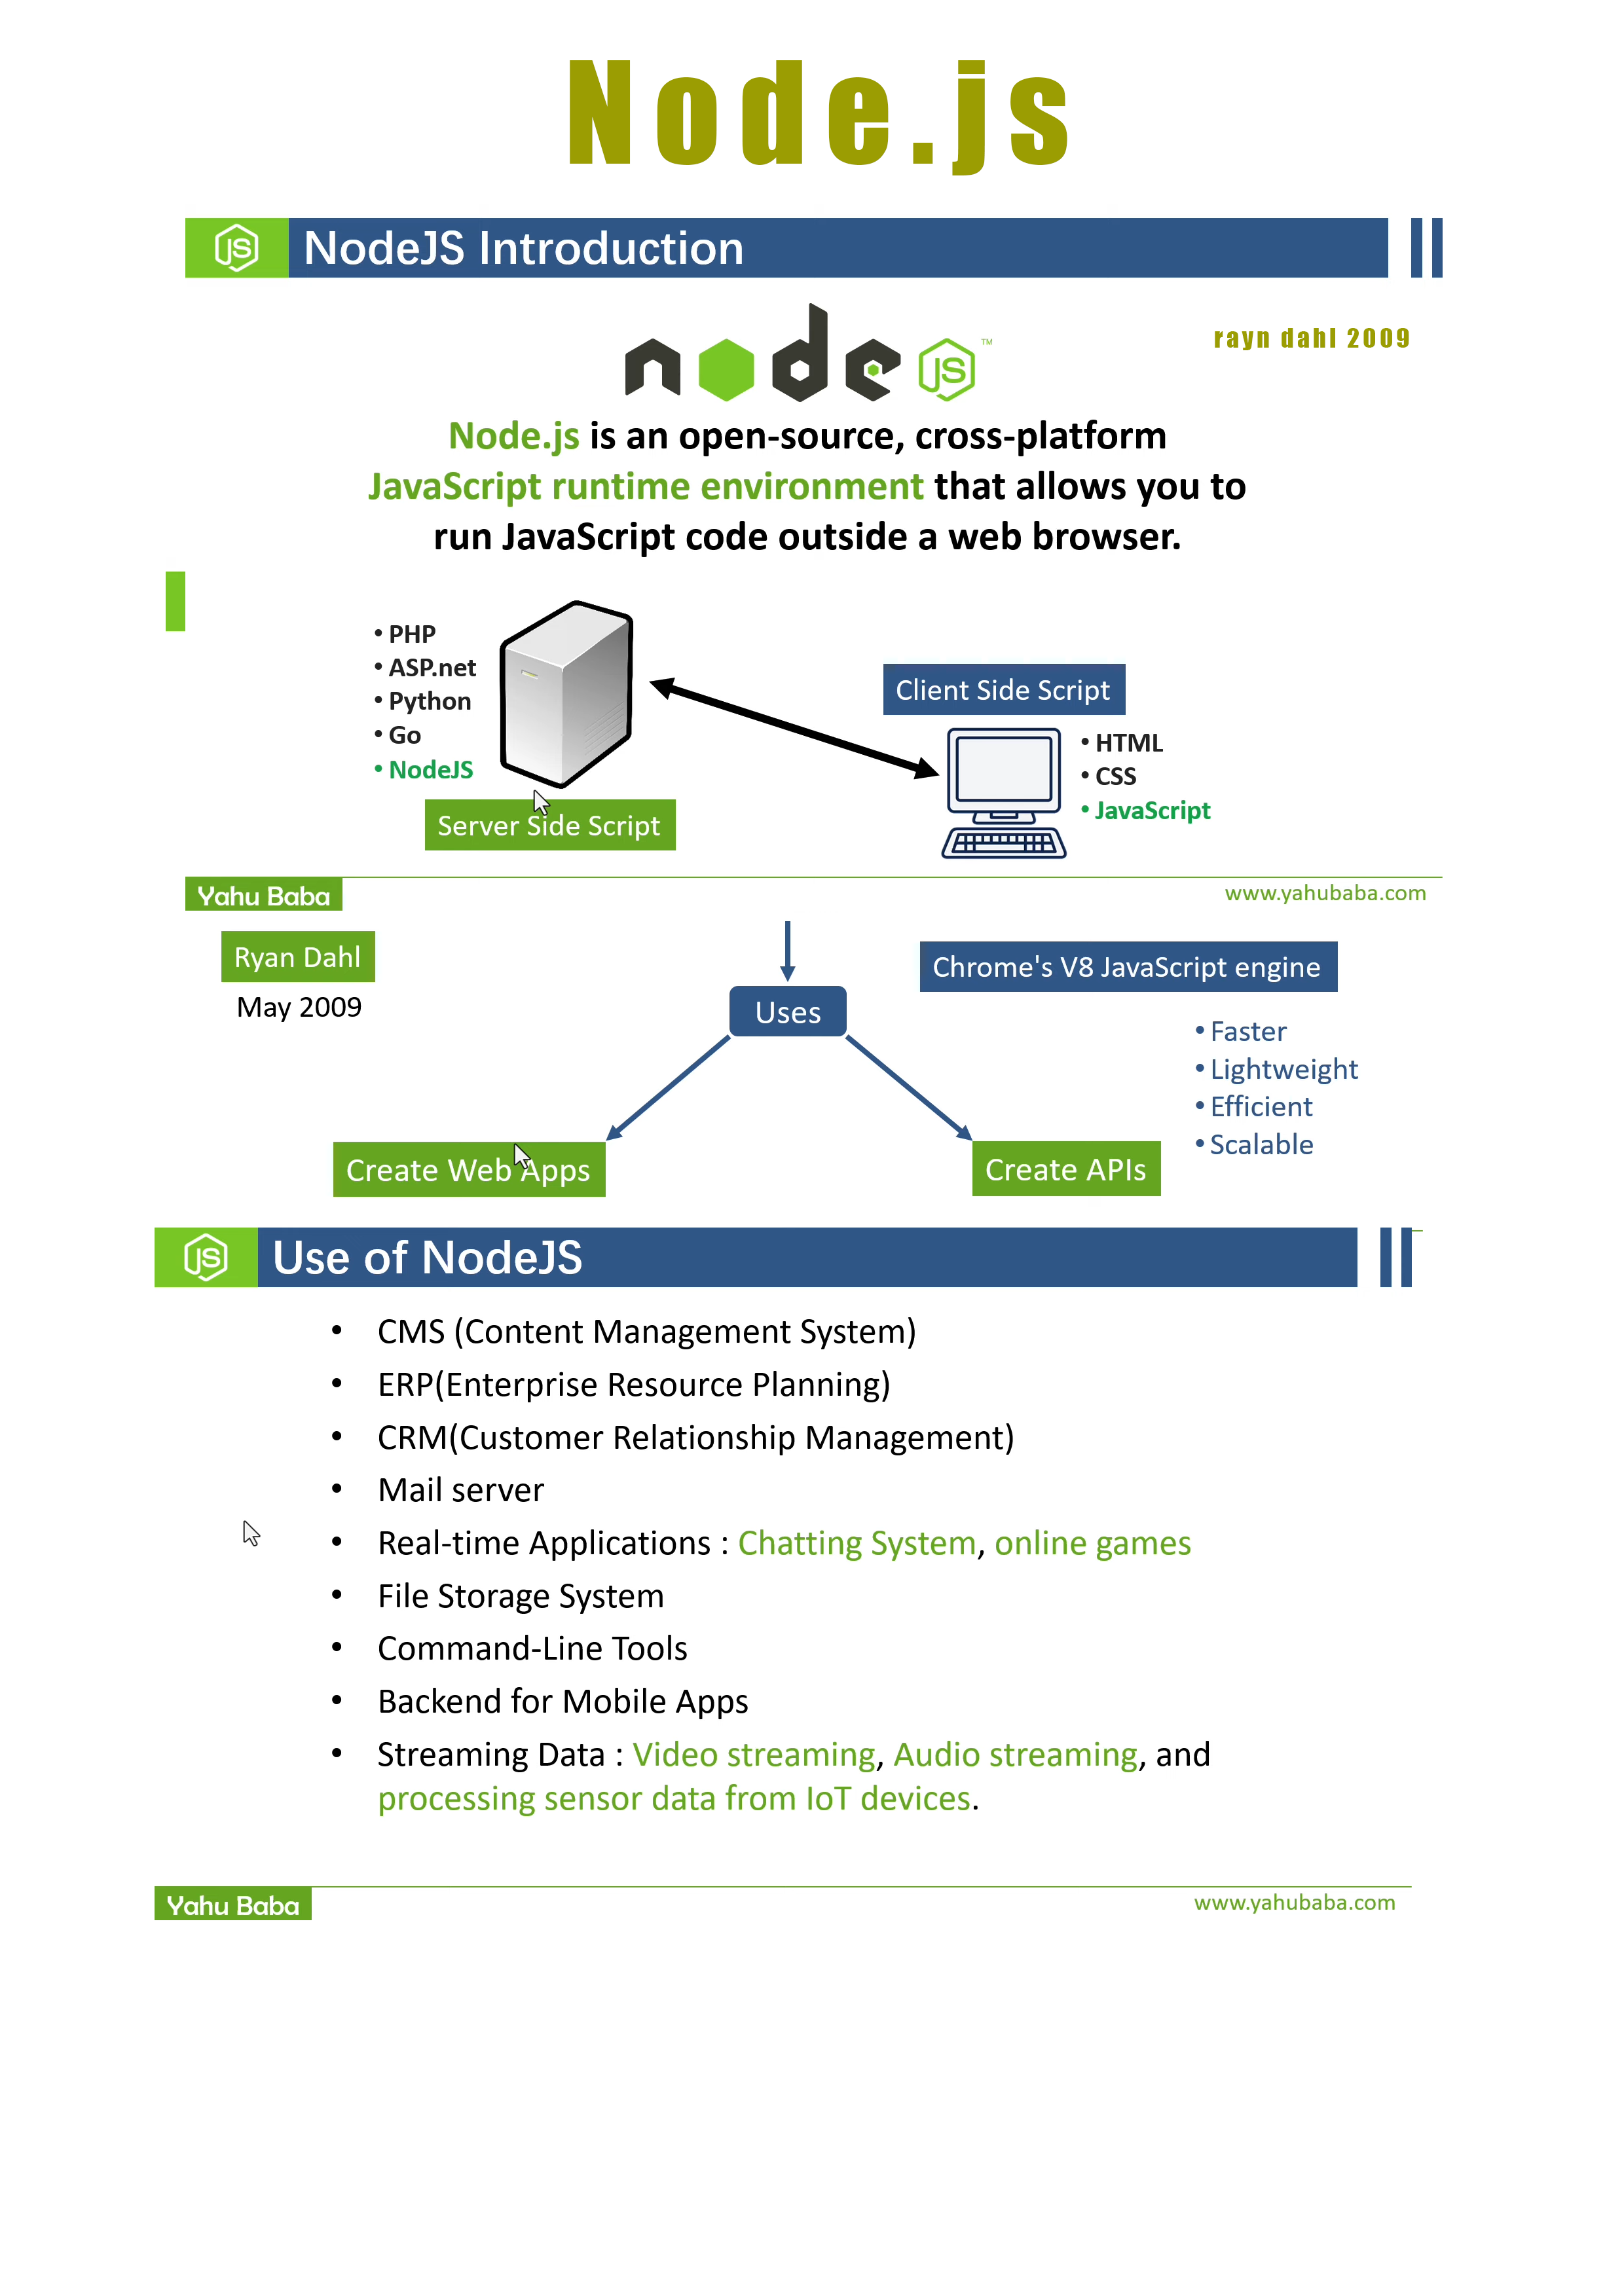 Node.js
JS NodeJS Introduction
node JS ™
rayn dahl 2009
Node.js is an open-source, cross-platform
JavaScript runtime environment that allows you to
run JavaScript code outside a web browser.
• PHP
• ASP.net
• Python
• Go
• NodeJS
Server Side Script
Client Side Script
• HTML
• CSS
• JavaScript
Yahu Baba
www.yahubaba.com
Ryan Dahl
May 2009
Uses
Chrome's V8 JavaScript engine
• Faster
• Lightweight
• Efficient
• Scalable
Create Web Apps
Create APIs
JS Use of NodeJS
• CMS (Content Management System)
• ERP(Enterprise Resource Planning)
• CRM(Customer Relationship Management)
• Mail server
• Real-time Applications : Chatting System, online games
• File Storage System
• Command-Line Tools
• Backend for Mobile Apps
• Streaming Data : Video streaming, Audio streaming, and
processing sensor data from IoT devices.
Yahu Baba
www.yahubaba.com